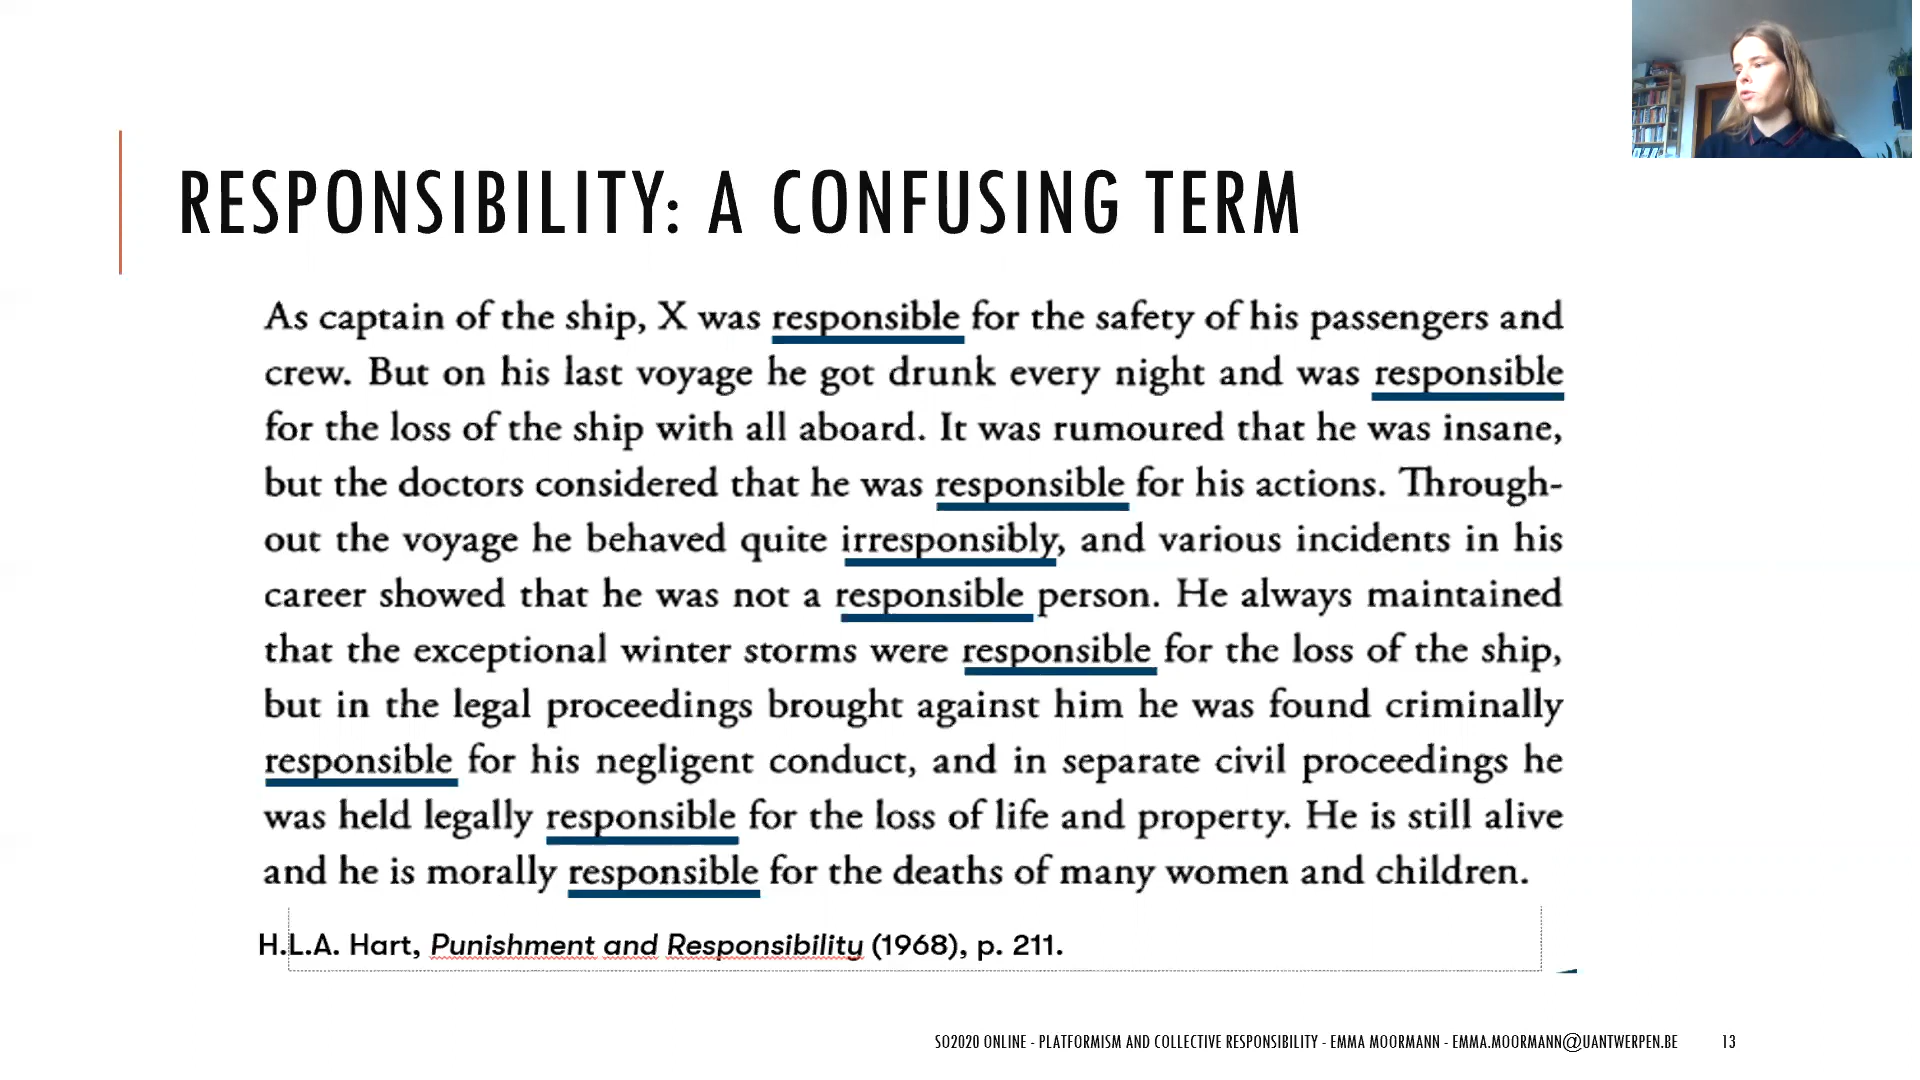 RESPONSIBILITY: A CONFUSING TERM
As captain of the ship, X was responsible for the safety of his passengers and
crew. But on his last voyage he got drunk every night and was responsible
for the loss of the ship with all aboard. It was rumoured that he was insane,
but the doctors considered that he was responsible for his actions. Through-
out the voyage he behaved quite irresponsibly, and various incidents in his
career showed that he was not a responsible person. He always maintained
that the exceptional winter storms were responsible for the loss of the ship,
but in the legal proceedings brought against him he was found criminally
responsible for his negligent conduct, and in separate civil proceedings he
was held legally responsible for the loss of life and property. He is still alive
and he is morally responsible for the deaths of many women and children.
H.L.A. Hart, Punishment and Responsibility (1968), p. 211.
SO2020 ONLINE - PLATFORMISM AND COLLECTIVE RESPONSIBILITY - EMMA MOORMANN - EMMA.MOORMANN@UANTWERPEN.BE 13